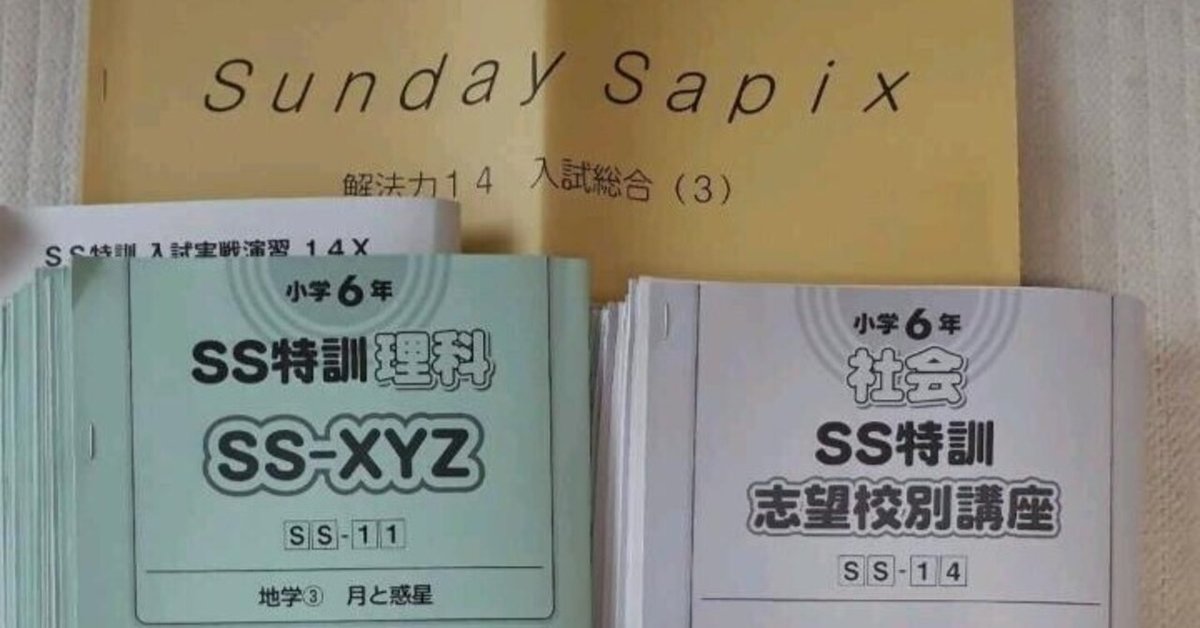 Sunday Sapix
解法力14 入試総合(3)
SS特訓 入試実戦演習 14X
小学6年
SS特訓理科
SS-XYZ
SS-11
地学③ 月と惑星
小学6年
社会
SS特訓
志望校別講座
SS-14